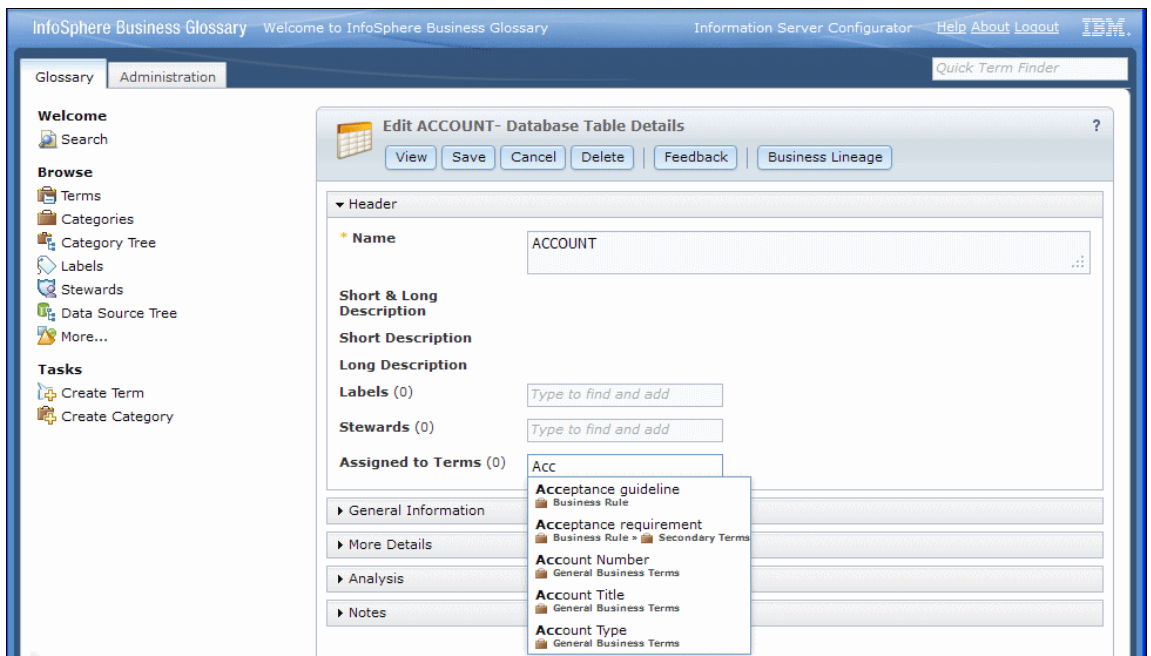 InfoSphere Business Glossary Welcome to InfoSphere Business Glossary Information Server Configurator Help About Logout IBM.
Glossary Administration Quick Term Finder
Welcome
Search
Browse
Terms
Categories
Category Tree
Labels
Stewards
Data Source Tree
More...
Tasks
Create Term
Create Category
Edit ACCOUNT- Database Table Details ?
View Save Cancel Delete Feedback Business Lineage
Header
* Name ACCOUNT
Short & Long
Description
Short Description
Long Description
Labels (0) Type to find and add
Stewards (0) Type to find and add
Assigned to Terms (0) Acc
Acceptance guideline
Business Rule
Acceptance requirement
Business Rule » Secondary Terms
Account Number
General Business Terms
Account Title
General Business Terms
Account Type
General Business Terms
General Information
More Details
Analysis
Notes